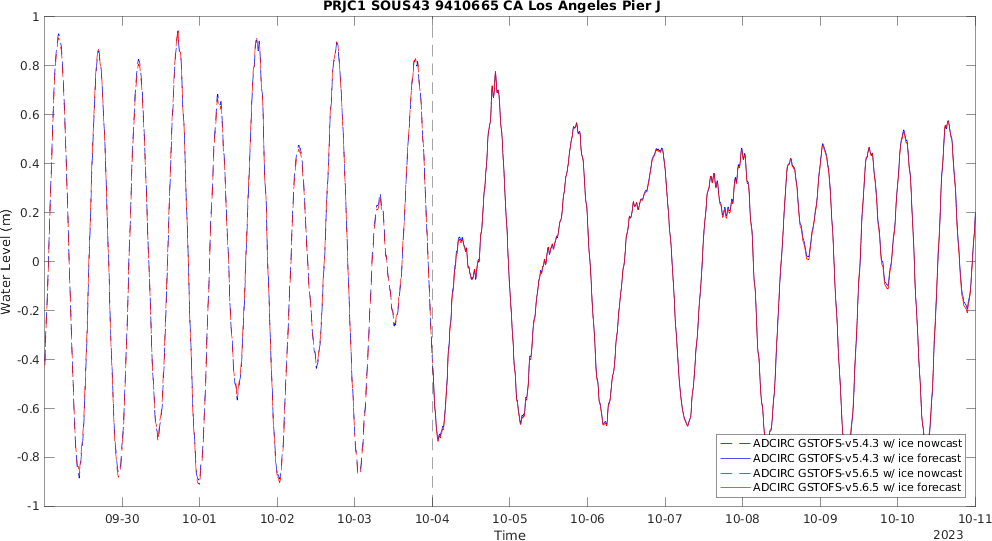 PRJC1 SOUS43 9410665 CA Los Angeles Pier J
1
0.8
0.6
0.4
0.2
0
-0.2
-0.4
-0.6
-0.8
-1
Water Level (m)
ADCIRC GSTOFS-v5.4.3 w/ ice nowcast
ADCIRC GSTOFS-v5.4.3 w/ ice forecast
ADCIRC GSTOFS-v5.6.5 w/ ice nowcast
ADCIRC GSTOFS-v5.6.5 w/ ice forecast
09-30 10-01 10-02 10-03 10-04 10-05 10-06 10-07 10-08 10-09 10-10 10-11
Time 2023